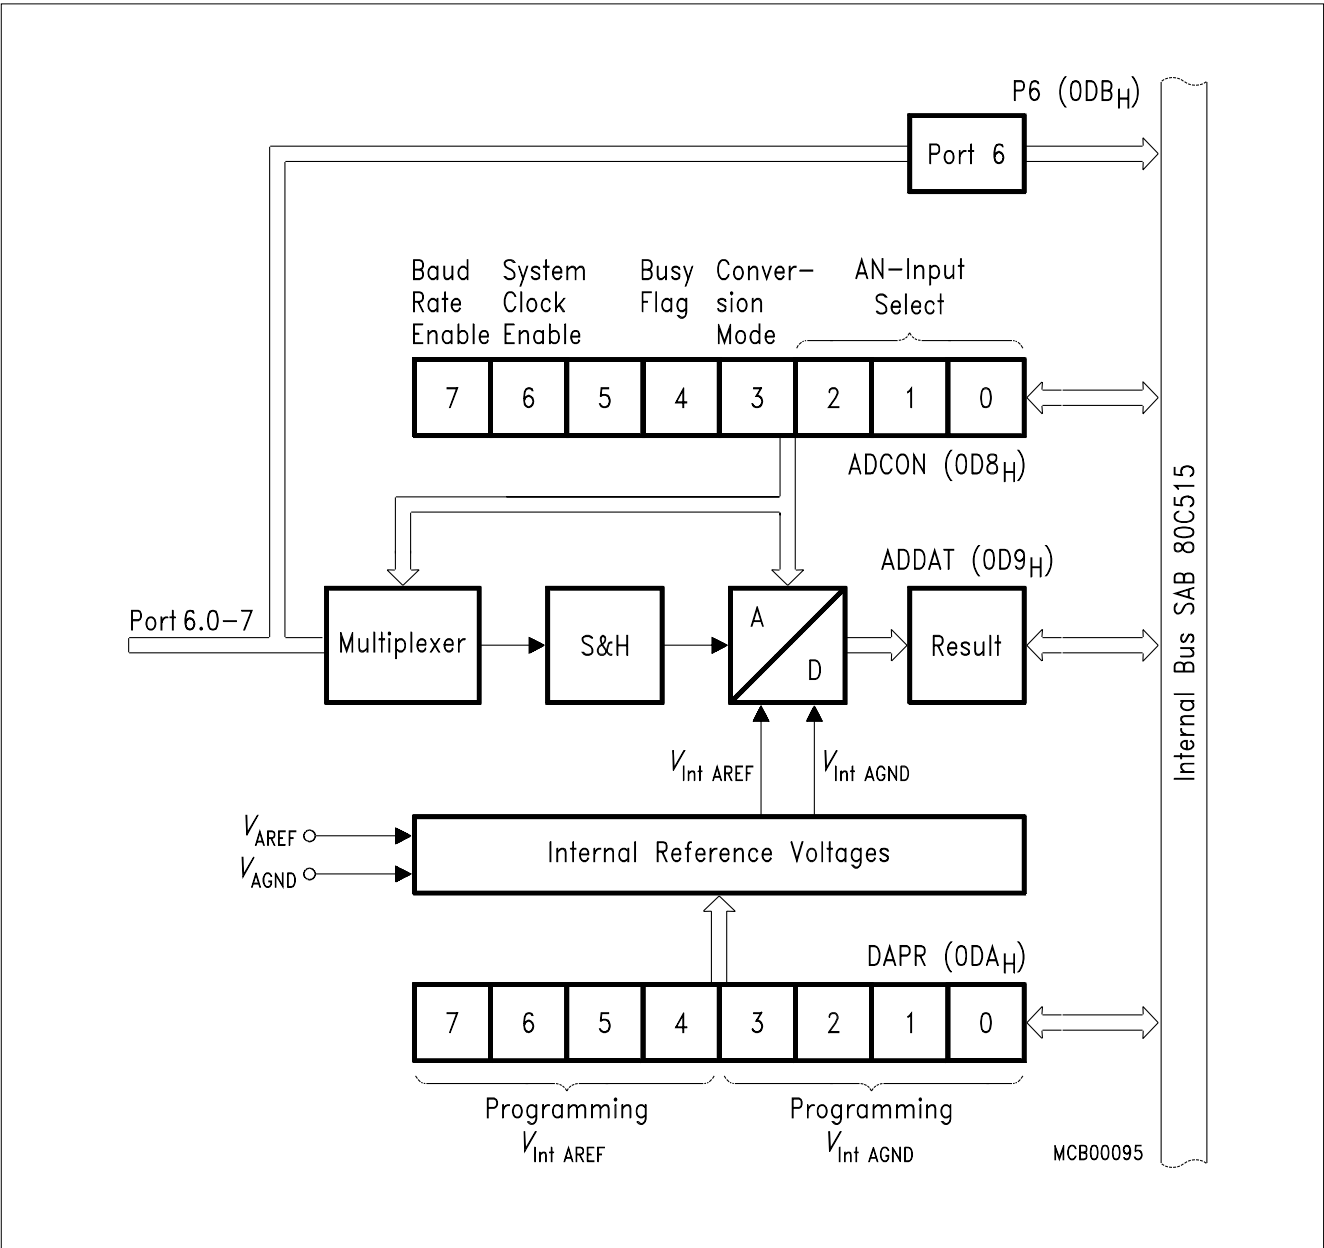 P6 (0DBH)
Port 6
Baud Rate Enable
System Clock Enable
Busy Flag
Conver-
sion
Mode
AN-Input
Select
7 6 5 4 3 2 1 0
ADCON (0D8H)
ADDAT (0D9H)
Port 6.0-7
Multiplexer
S&H
A
D
Result
VInt AREF
VInt AGND
VAREF
VAGND
Internal Reference Voltages
DAPR (0DAH)
7 6 5 4 3 2 1 0
Programming
VInt AREF
Programming
VInt AGND
MCB00095
Internal Bus SAB 80C515